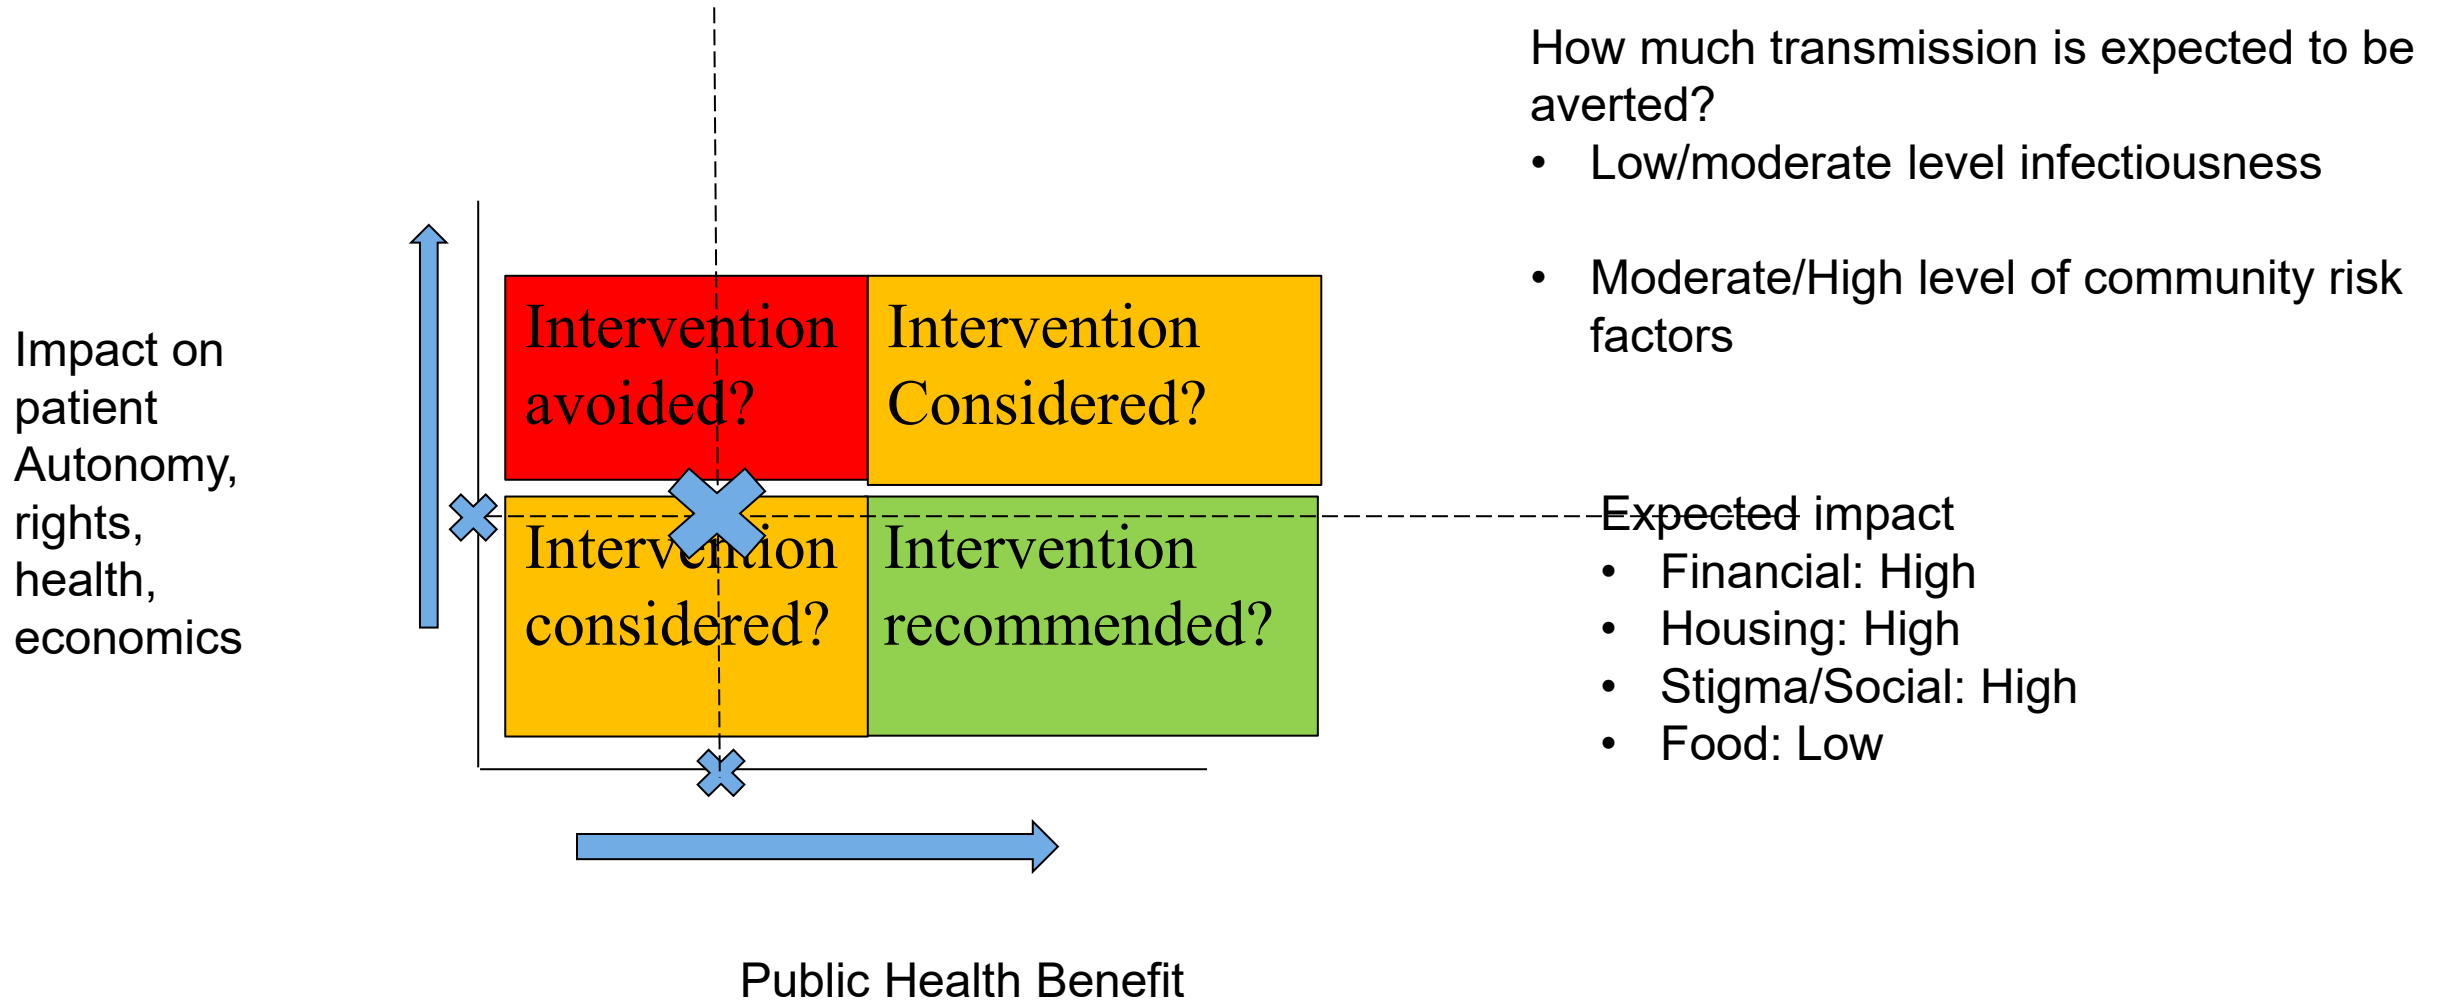 How much transmission is expected to be
averted?
• Low/moderate level infectiousness
• Moderate/High level of community risk
factors
Impact on
patient
Autonomy,
rights,
health,
economics
Intervention
avoided?
Intervention
Considered?
Intervention
considered?
Intervention
recommended?
Expected impact
• Financial: High
• Housing: High
• Stigma/Social: High
• Food: Low
Public Health Benefit